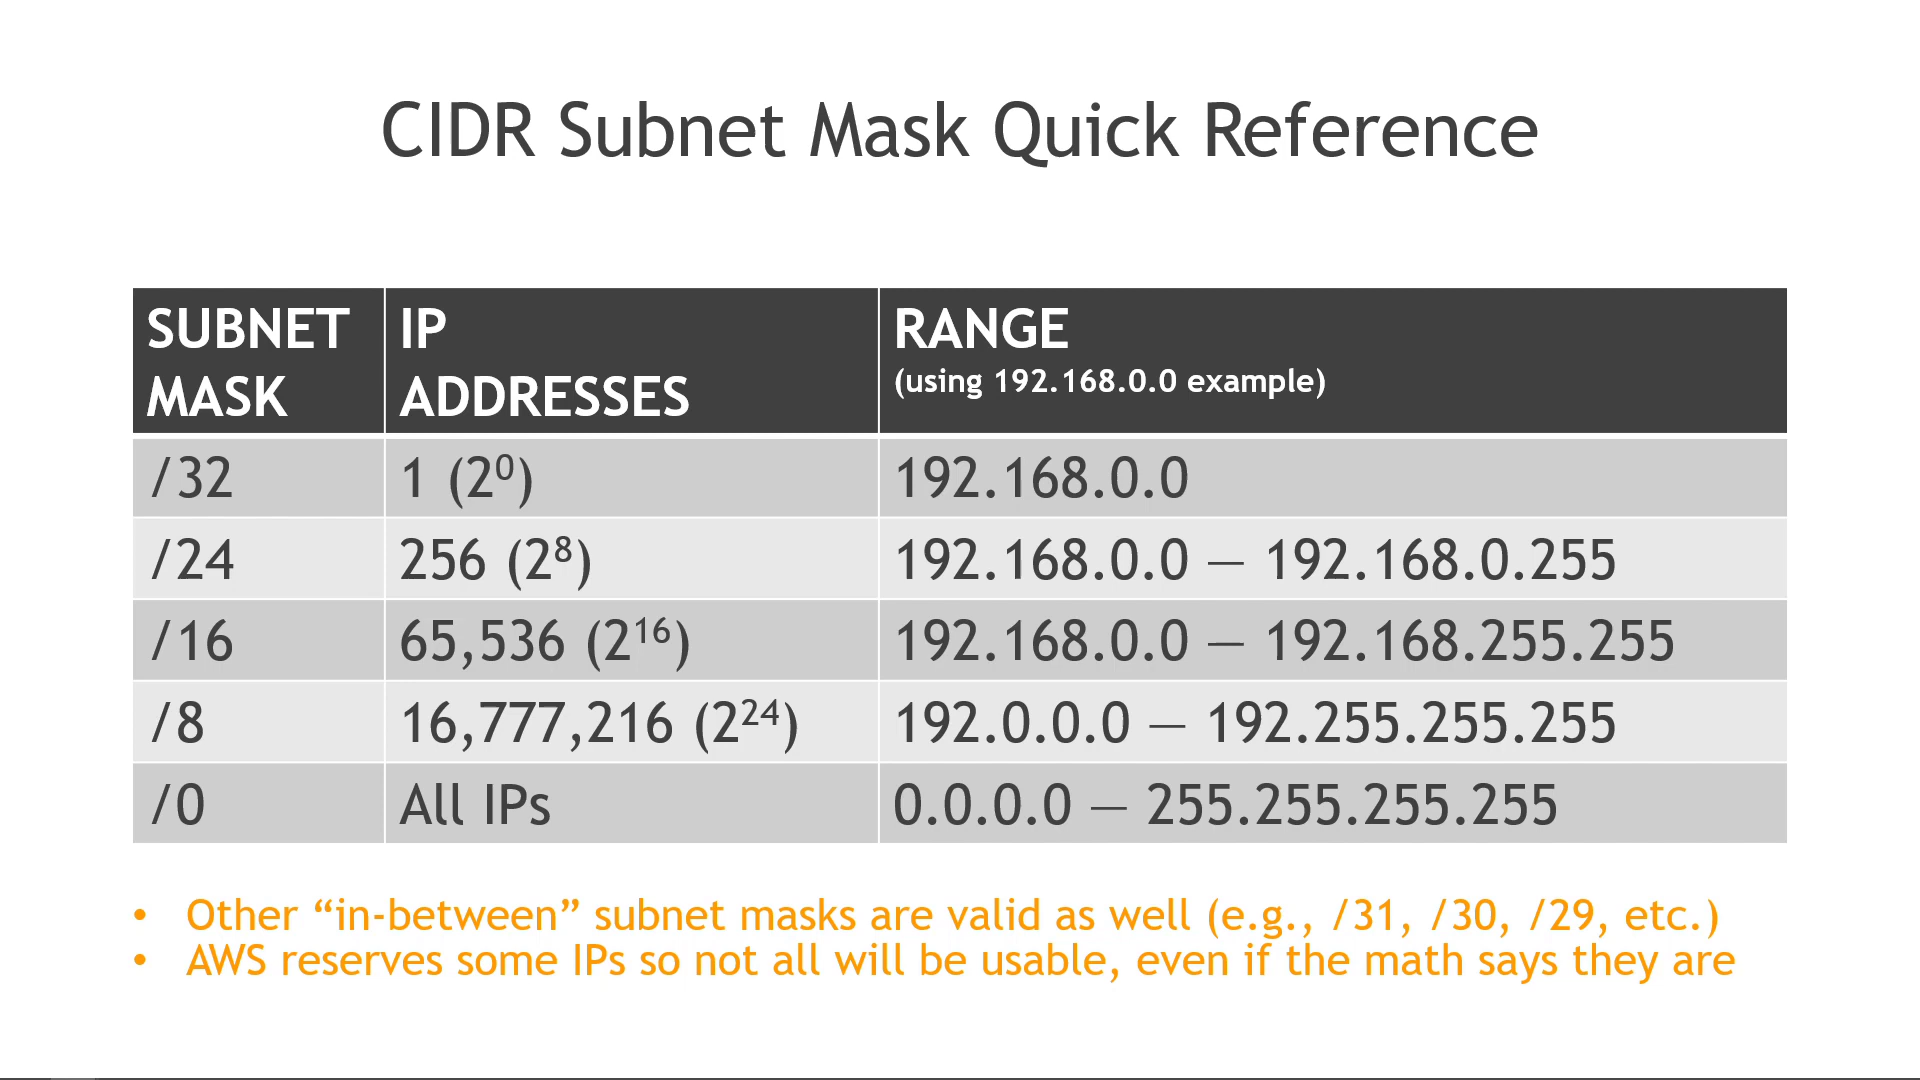 CIDR Subnet Mask Quick Reference
SUBNET MASK
IP ADDRESSES
RANGE
(using 192.168.0.0 example)
/32
1 (2⁰)
192.168.0.0
/24
256 (2⁸)
192.168.0.0 — 192.168.0.255
/16
65,536 (2¹⁶)
192.168.0.0 — 192.168.255.255
/8
16,777,216 (2²⁴)
192.0.0.0 — 192.255.255.255
/0
All IPs
0.0.0.0 — 255.255.255.255
• Other “in-between” subnet masks are valid as well (e.g., /31, /30, /29, etc.)
• AWS reserves some IPs so not all will be usable, even if the math says they are